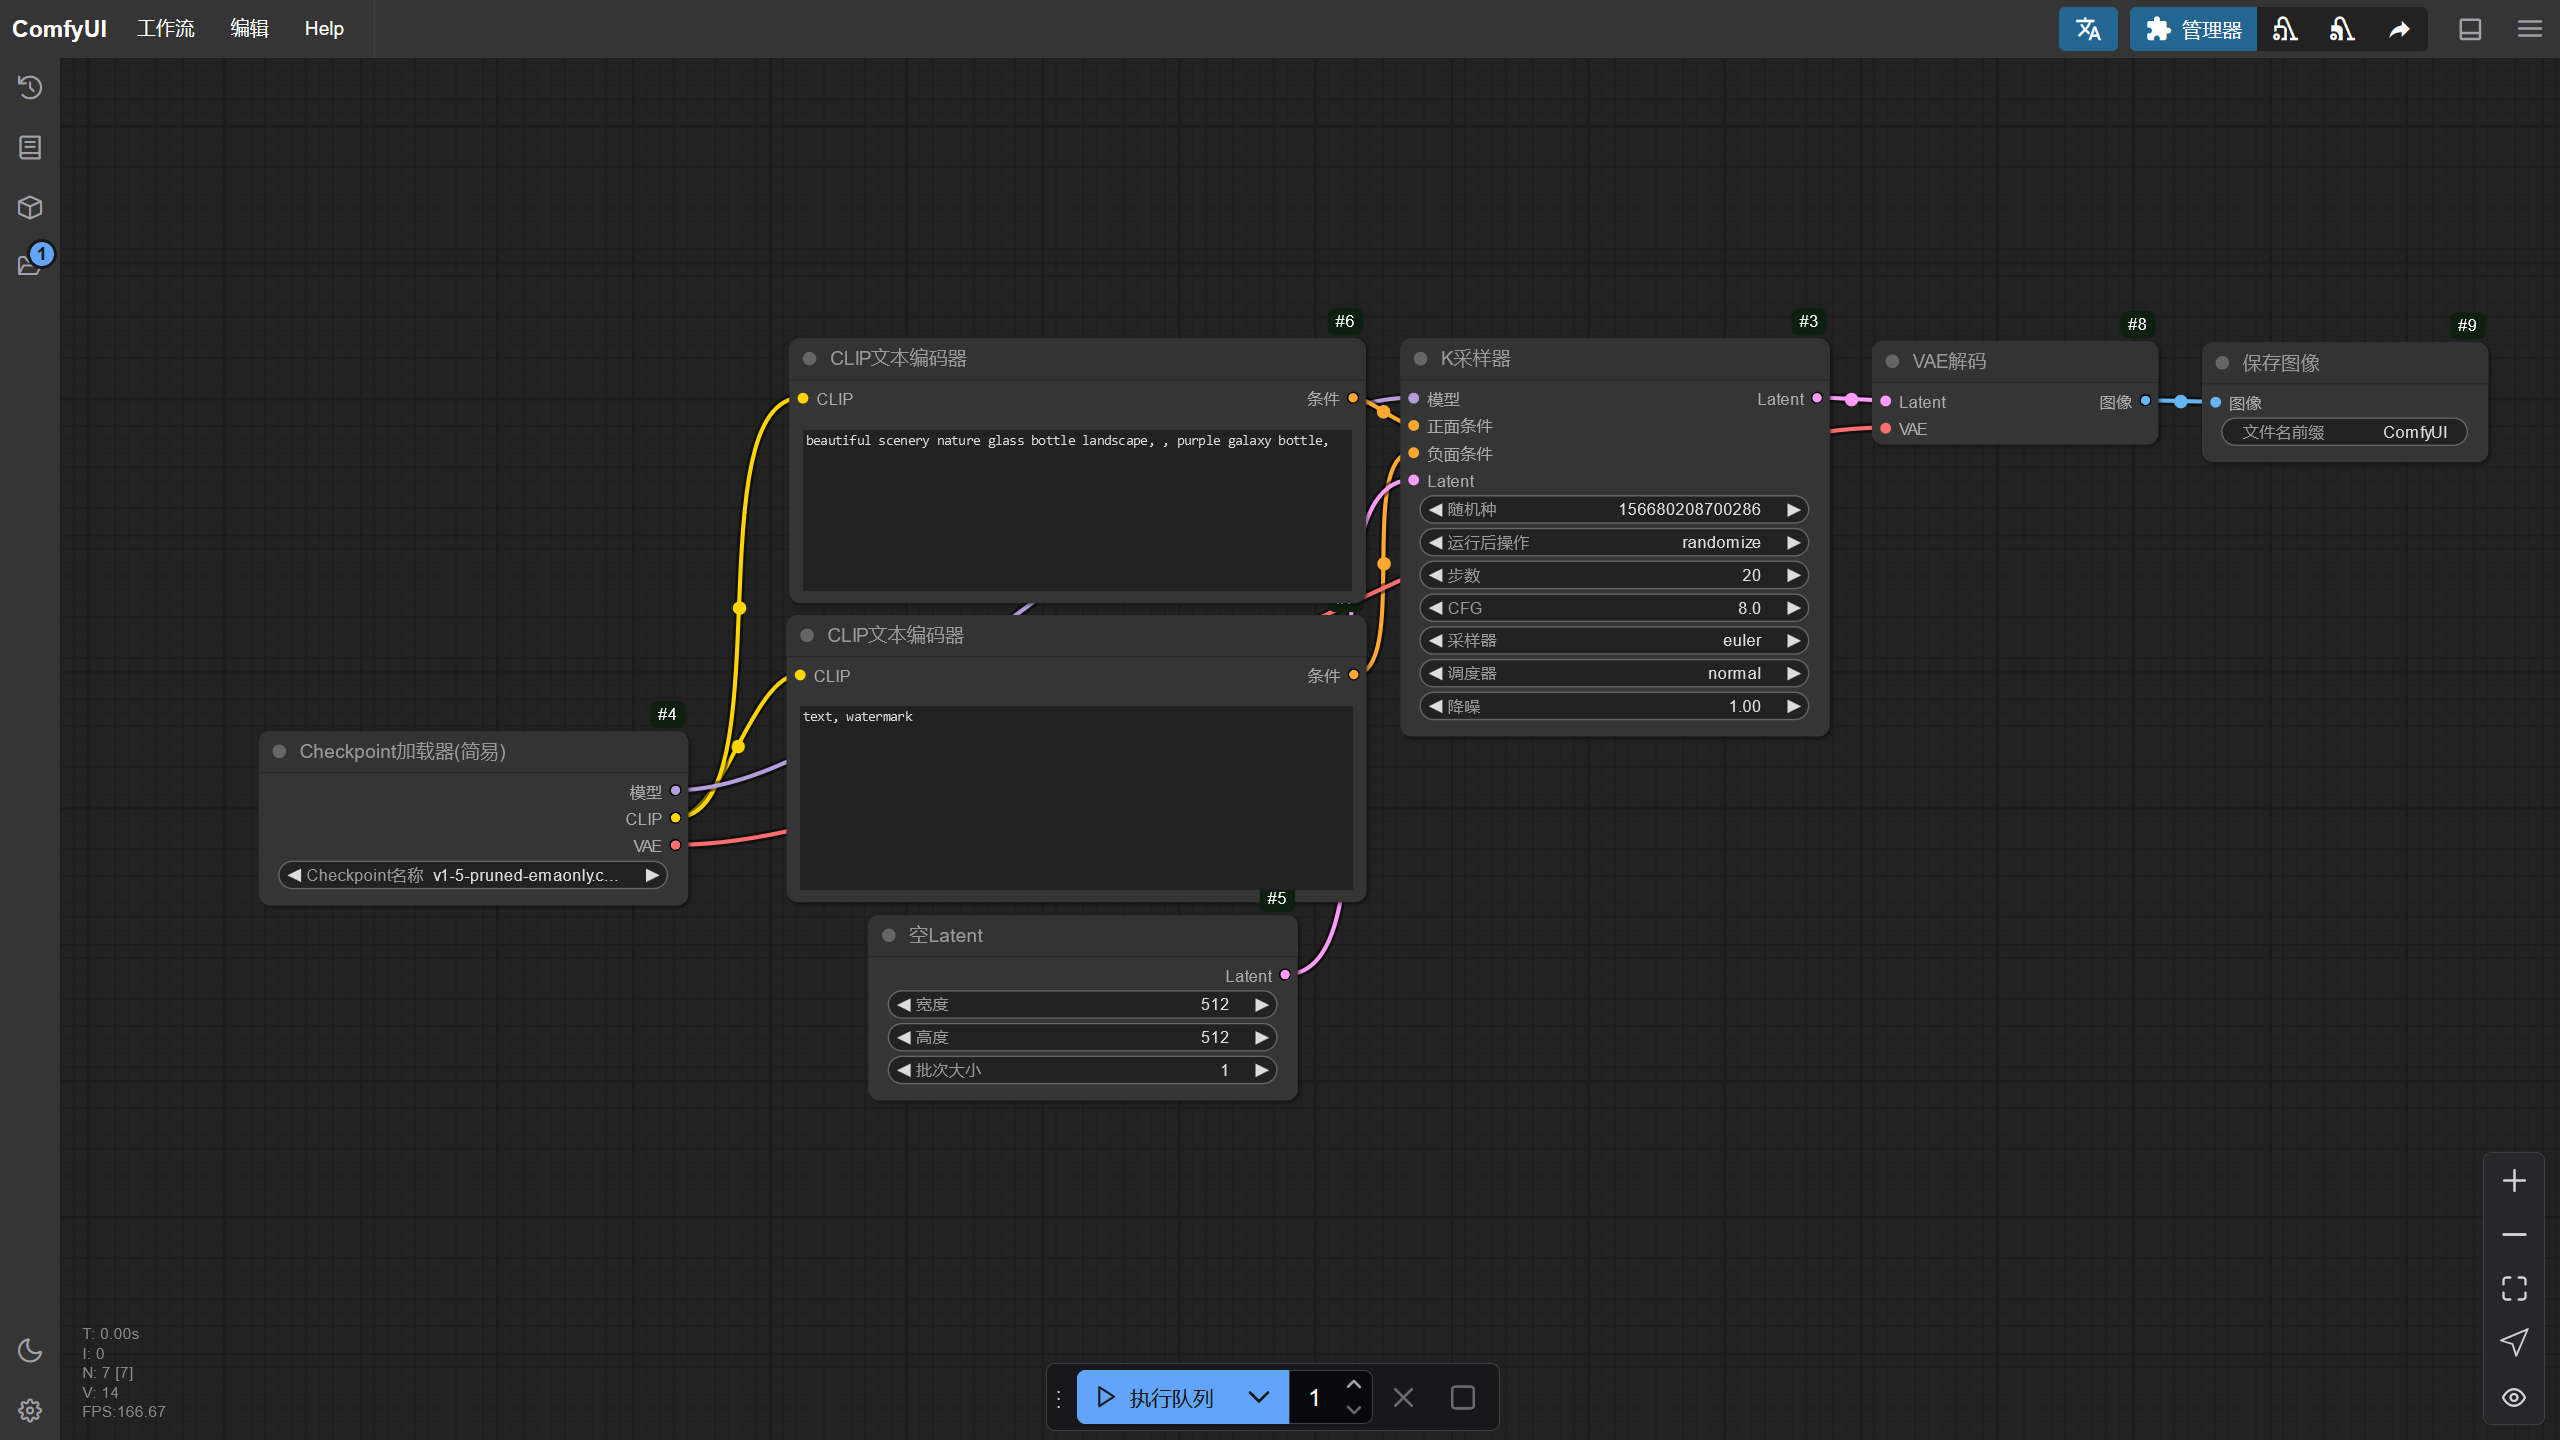 ComfyUI 工作流 编辑 Help
管理器
1
#6
#3
#8
#9
CLIP文本编码器
CLIP 条件
beautiful scenery nature glass bottle landscape, , purple galaxy bottle,
K采样器
模型 Latent
正面条件
负面条件
Latent
随机种 156680208700286
运行后操作 randomize
步数 20
CFG 8.0
采样器 euler
调度器 normal
降噪 1.00
VAE解码
Latent 图像
VAE
保存图像
图像
文件名前缀 ComfyUI
CLIP文本编码器
CLIP 条件
text, watermark
#4
Checkpoint加载器(简易)
模型
CLIP
VAE
Checkpoint名称 v1-5-pruned-emaonly.c...
#5
空Latent
Latent
宽度 512
高度 512
批次大小 1
T: 0.00s
I: 0
N: 7 [7]
V: 14
FPS:166.67
执行队列 1